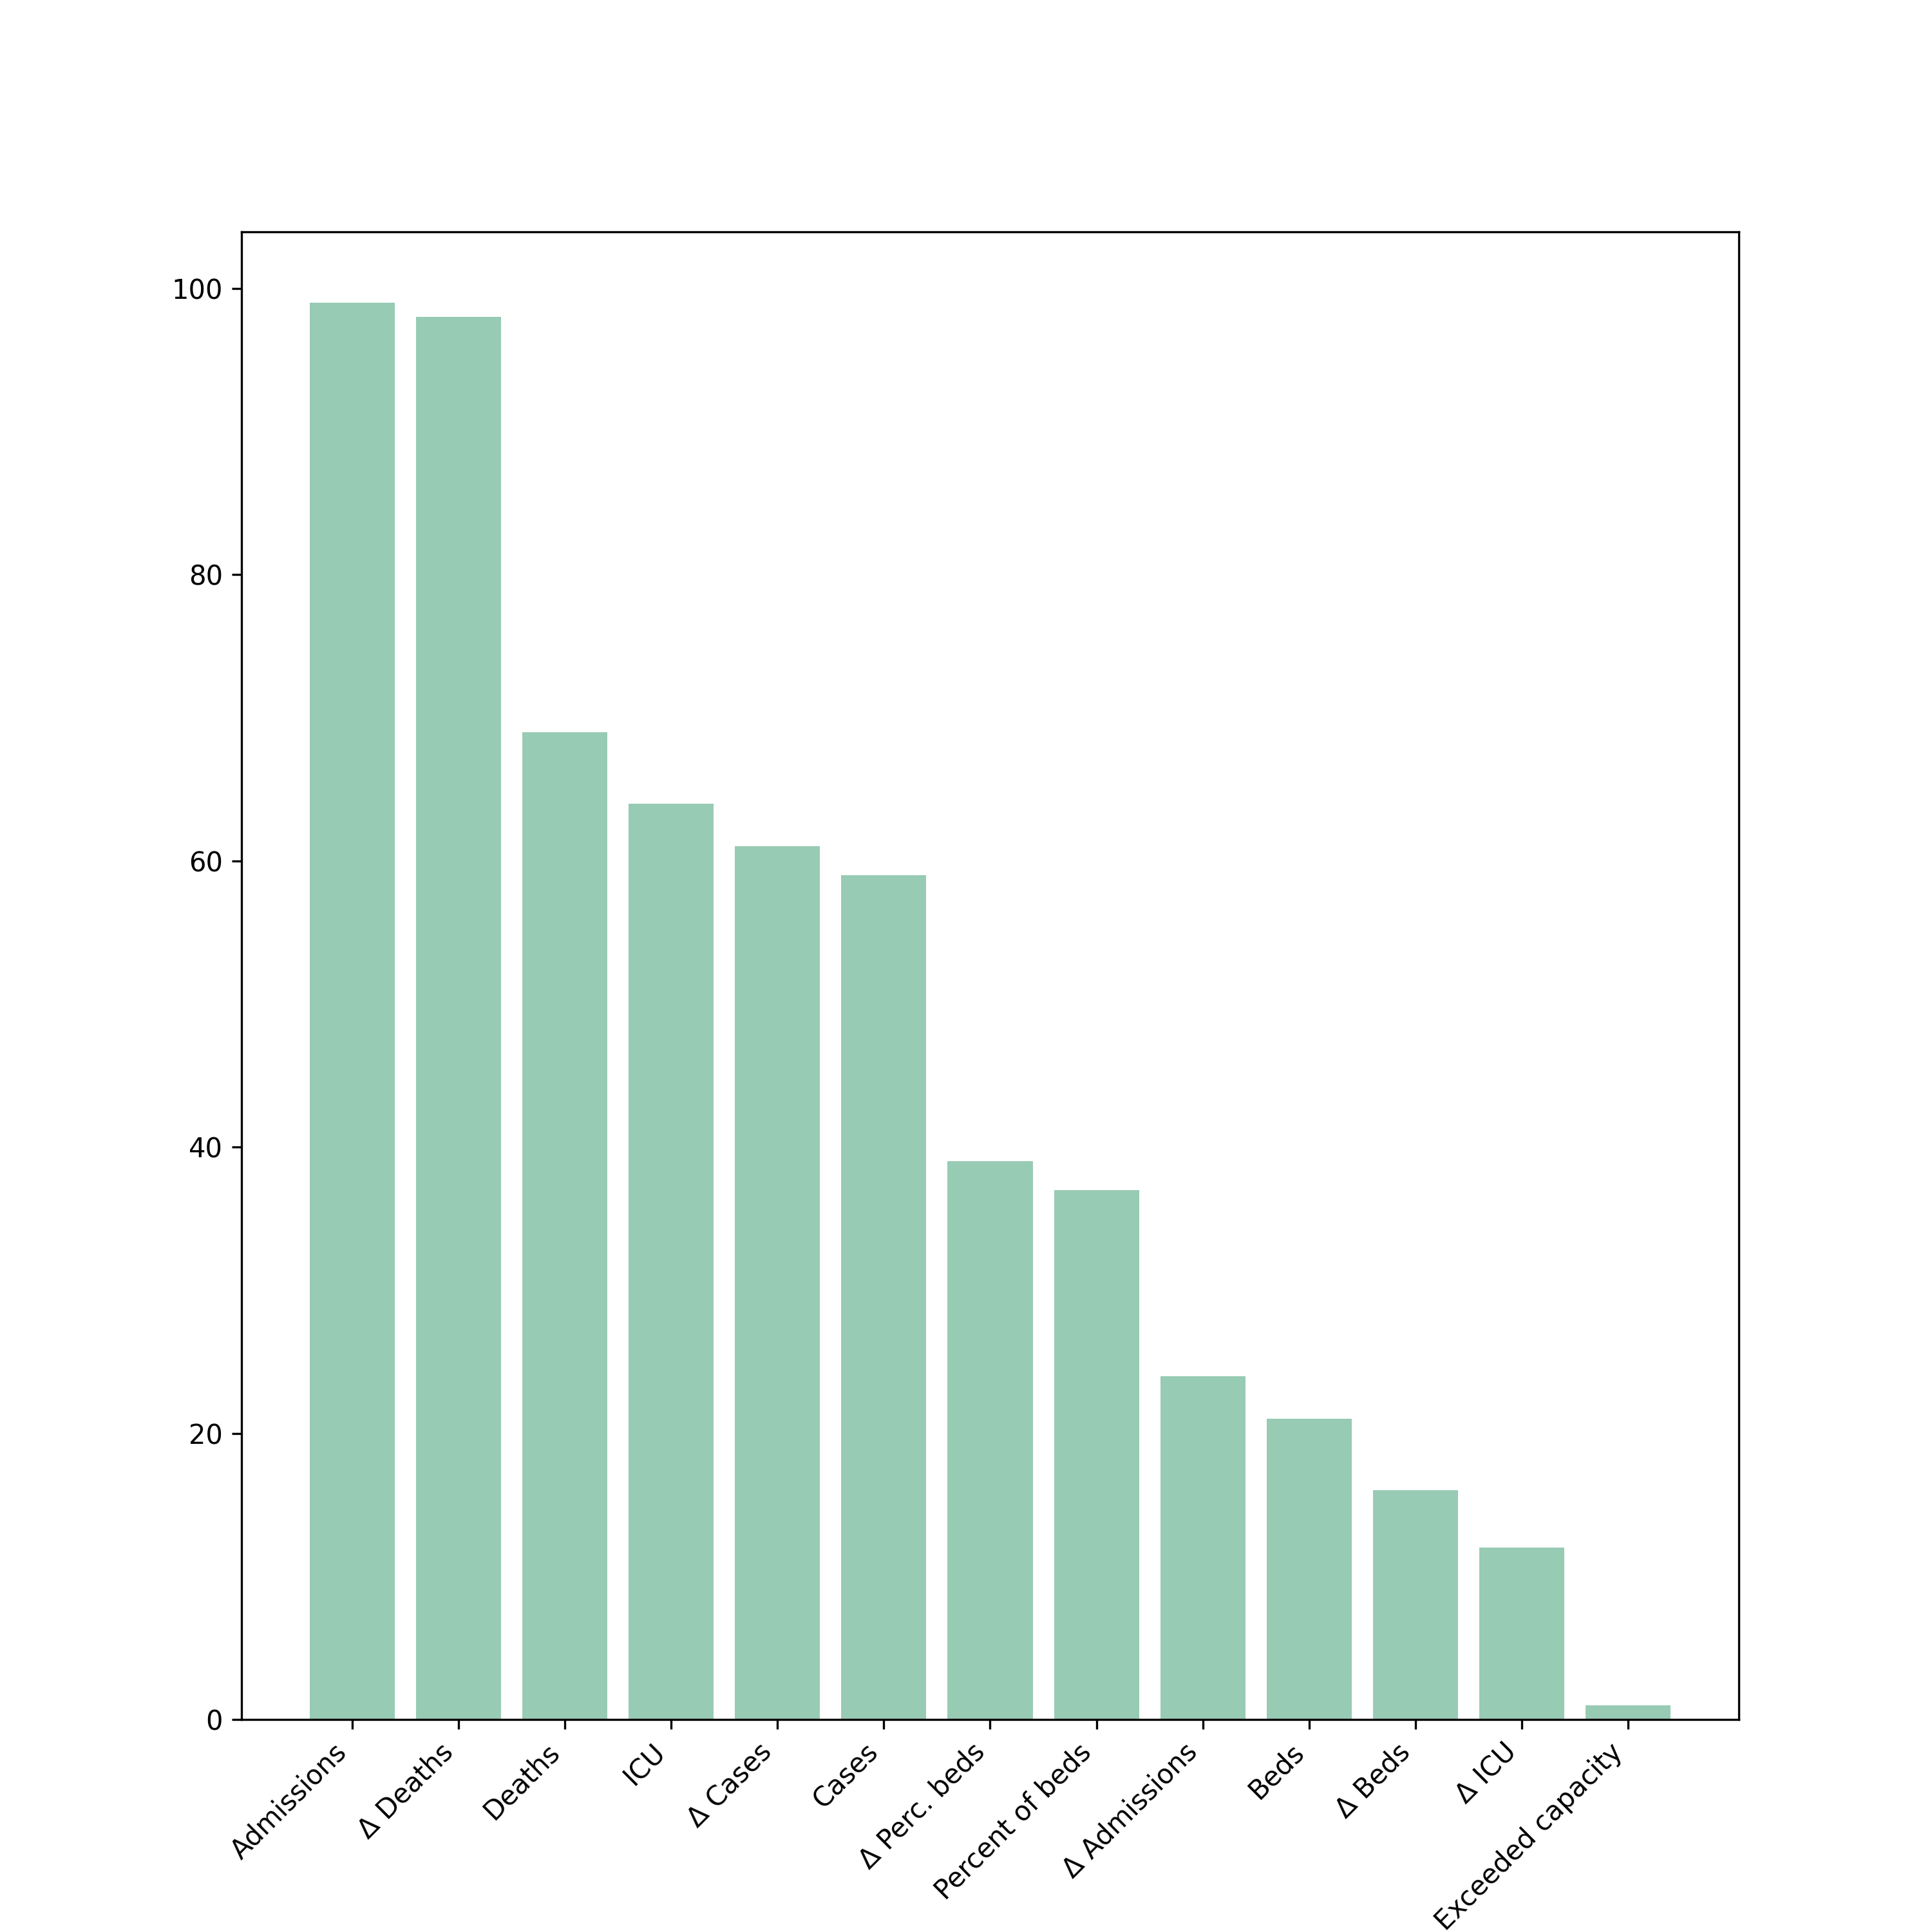 100
80
60
40
20
0
Admissions
Δ Deaths
Deaths
ICU
Δ Cases
Cases
Δ Perc. beds
Percent of beds
Δ Admissions
Beds
Δ Beds
Δ ICU
Exceeded capacity